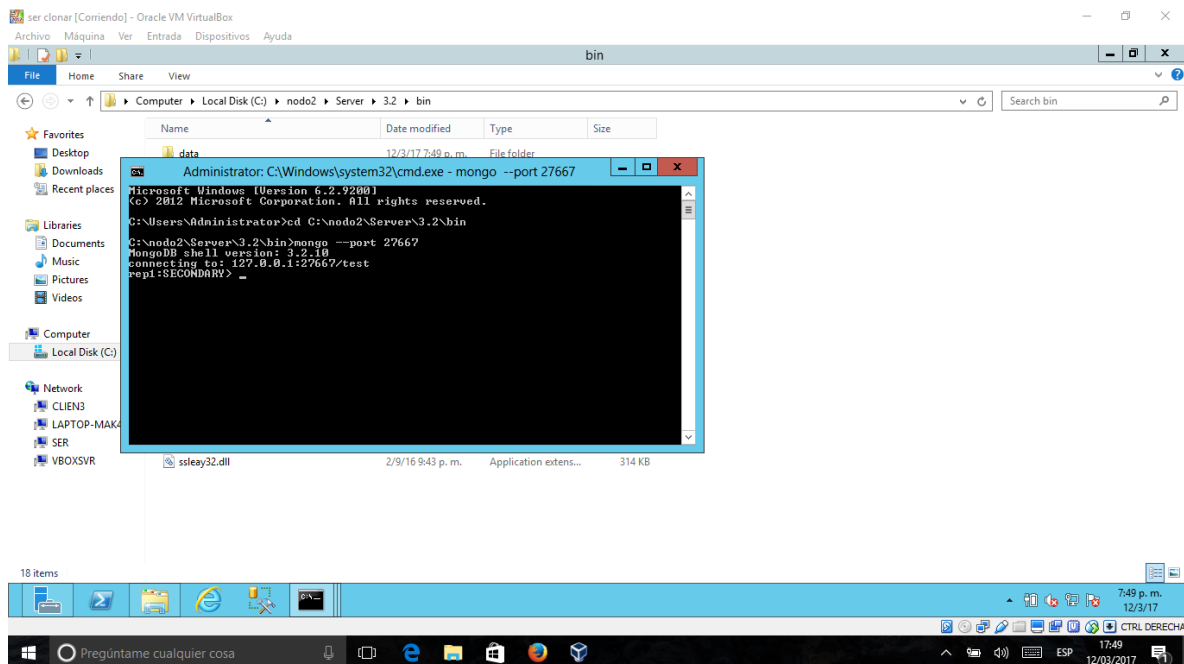 ser clonar [Corriendo] - Oracle VM VirtualBox
Archivo Máquina Ver Entrada Dispositivos Ayuda
bin
File Home Share View
Computer Local Disk (C:) nodo2 Server 3.2 bin
Search bin
Name Date modified Type Size
Favorites
Desktop
Downloads
Recent places
Libraries
Documents
Music
Pictures
Videos
Computer
Local Disk (C:)
Network
CLIEN3
LAPTOP-MAK4
SER
VBOXSVR
data 12/3/17 7:49 p. m. File folder
Administrator: C:\Windows\system32\cmd.exe - mongo --port 27667
Microsoft Windows [Version 6.2.9200]
(c) 2012 Microsoft Corporation. All rights reserved.
C:\Users\Administrator>cd C:\nodo2\Server\3.2\bin
C:\nodo2\Server\3.2\bin>mongo --port 27667
MongoDB shell version: 3.2.10
connecting to: 127.0.0.1:27667/test
rep1:SECONDARY> _
ssleay32.dll 2/9/16 9:43 p. m. Application extens... 314 KB
18 items
7:49 p. m.
12/3/17
CTRL DERECHA
Pregúntame cualquier cosa
ESP
17:49
12/03/2017